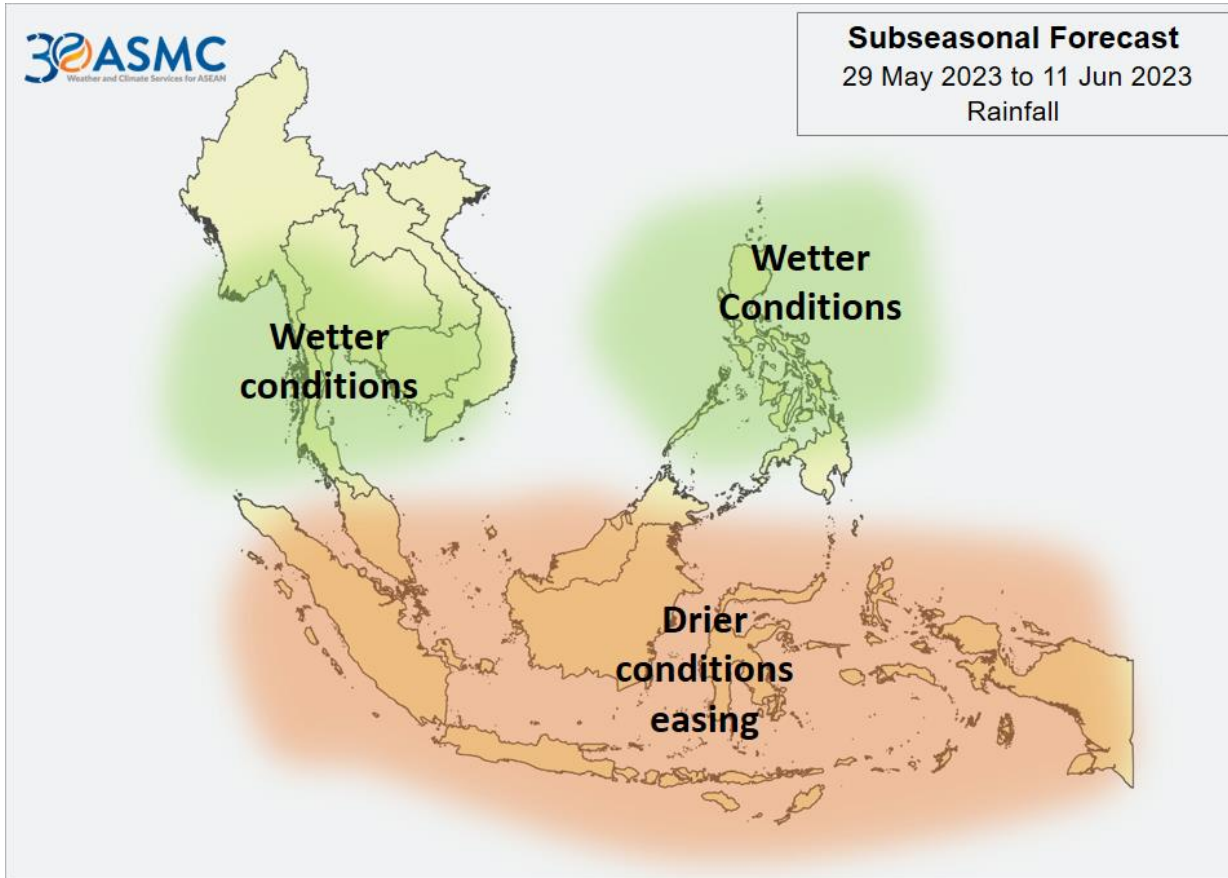 30 ASMC
Weather and Climate Services for ASEAN
Subseasonal Forecast
29 May 2023 to 11 Jun 2023
Rainfall
Wetter
Conditions
Wetter
conditions
Drier
conditions
easing